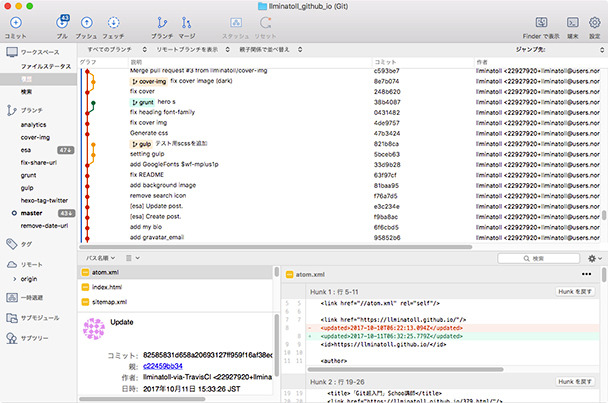 llminatoll_github_io (Git)
コミット プル プッシュ フェッチ ブランチ マージ スタッシュ リセット Finder で表示 端末 設定
すべてのブランチ リモートブランチを表示 親子関係で並べ替え ジャンプ先:
グラフ 説明 コミット 作者
Merge pull request #3 from llminatoll/cover-img c593be7 llminatoll <22927920+llminatoll@users.nor
cover-img fix cover image (dark) 8e7b074 llminatoll <22927920+llminatoll@users.nor
fix cover 248b620 llminatoll <22927920+llminatoll@users.nor
grunt hero s 38b4087 llminatoll <22927920+llminatoll@users.nor
fix heading font-family 0431482 llminatoll <22927920+llminatoll@users.nor
fix cover img 4de9757 llminatoll <22927920+llminatoll@users.nor
Generate css 47b3424 llminatoll <22927920+llminatoll@users.nor
gulp テスト用scssを追加 821b8ca llminatoll <22927920+llminatoll@users.nor
setting gulp 5bceb63 llminatoll <22927920+llminatoll@users.nor
add GoogleFonts $wf-mplus1p 33d9b28 llminatoll <22927920+llminatoll@users.nor
fix README 63f97cf llminatoll <22927920+llminatoll@users.nor
add background image 81baa95 llminatoll <22927920+llminatoll@users.nor
remove search icon f76a7d5 llminatoll <22927920+llminatoll@users.nor
[esa] Update post. e3c234e llminatoll <22927920+llminatoll@users.nor
[esa] Create post. f9ba8ac llminatoll <22927920+llminatoll@users.nor
add my bio 6f6cbd5 llminatoll <22927920+llminatoll@users.nor
add gravatar_email 95852b6 llminatoll <22927920+llminatoll@users.nor
ワークスペース
ファイルステータス
履歴
検索
ブランチ
analytics
cover-img
esa 47↓
fix-share-url
grunt
gulp
hexo-tag-twitter
master 43↓
remove-date-url
タグ
リモート
origin
一時退避
サブモジュール
サブツリー
パス名順 検索
atom.xml
index.html
sitemap.xml
Update
コミット: 82585831d658a20693127ff959f16af38ed
親: c22459bb34
作者: llminatoll-via-TravisCI <22927920+llmina
日時: 2017年10月11日 15:33:26 JST
atom.xml
Hunk 1 : 行 5-11 Hunk を戻す
5 5 <link href="//atom.xml" rel="self"/>
6 6
7 7 <link href="https://llminatoll.github.io/"/>
8 - <updated>2017-10-10T06:22:13.094Z</updated>
8 + <updated>2017-10-11T06:32:25.779Z</updated>
9 9 <id>https://llminatoll.github.io/</id>
10 10
11 11 <author>
Hunk 2 : 行 19-26 Hunk を戻す
19 19 <title>「Git超入門」Schoo講師</title>